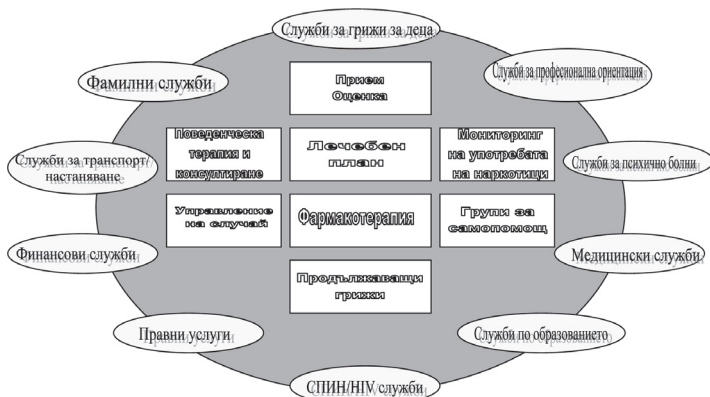 Служби за грижи за деца
Фамилни служби
Служби за професионална ориентация
Прием
Оценка
Поведенческа
терапия и
консултиране
Лечебен
план
Мониторинг
на употребата
на наркотици
Служби за транспорт/
настаняване
Служби за психично болни
Управление
на случай
Фармакотерапия
Групи за
самопомощ
Финансови служби
Медицински служби
Продължаващи
грижи
Правни услуги
Служби по образованието
СПИН/HIV служби